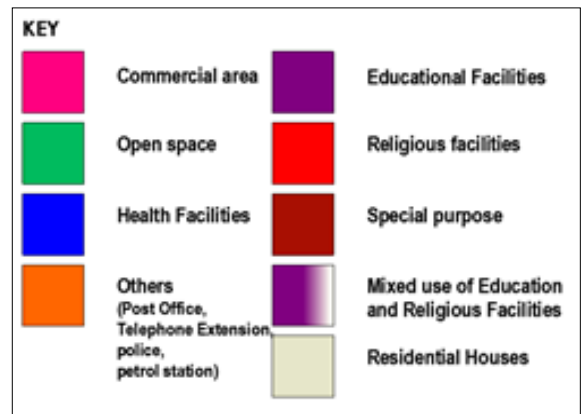 KEY
Commercial area
Open space
Health Facilities
Others
(Post Office,
Telephone Extension,
police,
petrol station)
Educational Facilities
Religious facilities
Special purpose
Mixed use of Education
and Religious Facilities
Residential Houses